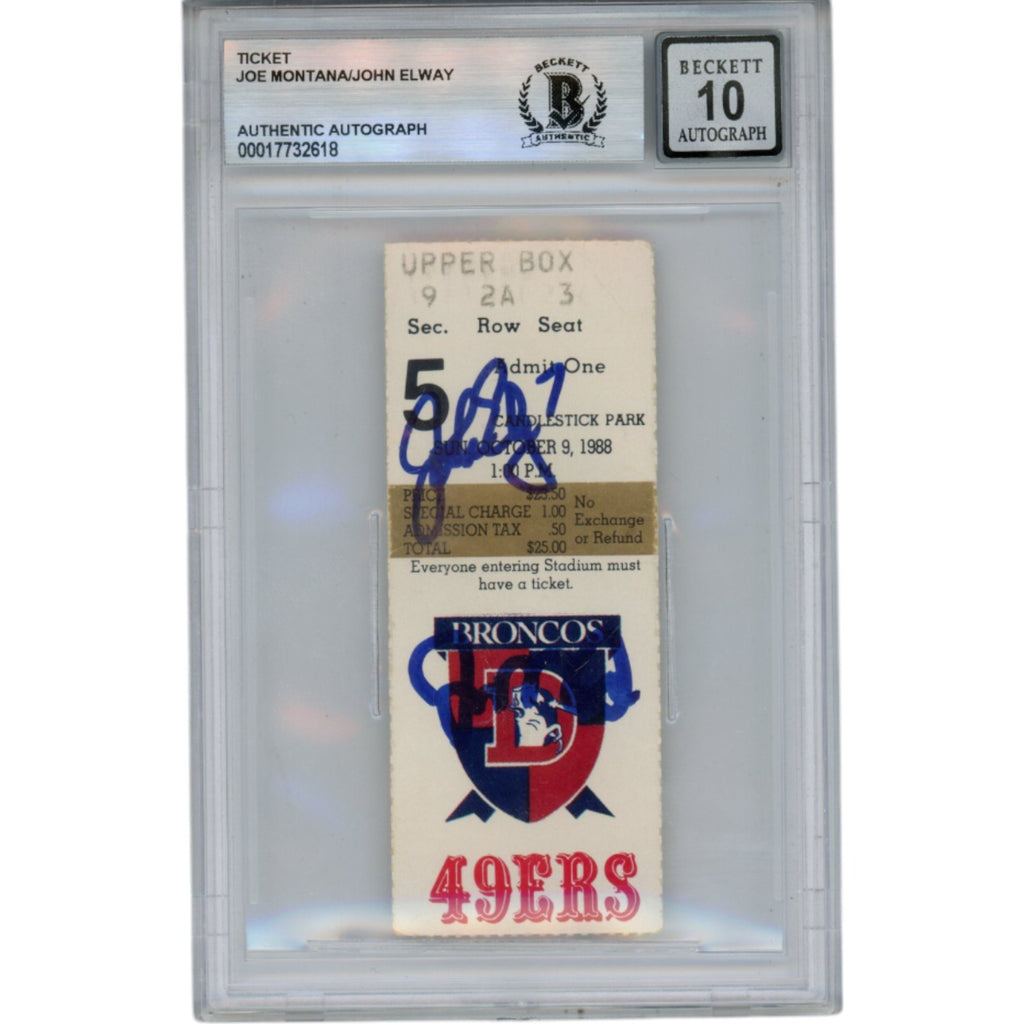 TICKET
JOE MONTANA/JOHN ELWAY
AUTHENTIC AUTOGRAPH
00017732618
BECKETT
B
AUTHENTIC
BECKETT
10
AUTOGRAPH
UPPER BOX
9 2A 3
Sec. Row Seat
5 Admit One
CANDLESTICK PARK
SUN. OCTOBER 9, 1988
1:00 P.M.
PRICE $23.50
SPECIAL CHARGE 1.00
ADMISSION TAX .50
TOTAL $25.00
No
Exchange
or Refund
Everyone entering Stadium must
have a ticket.
John Elway 7
BRONCOS
D
49ERS